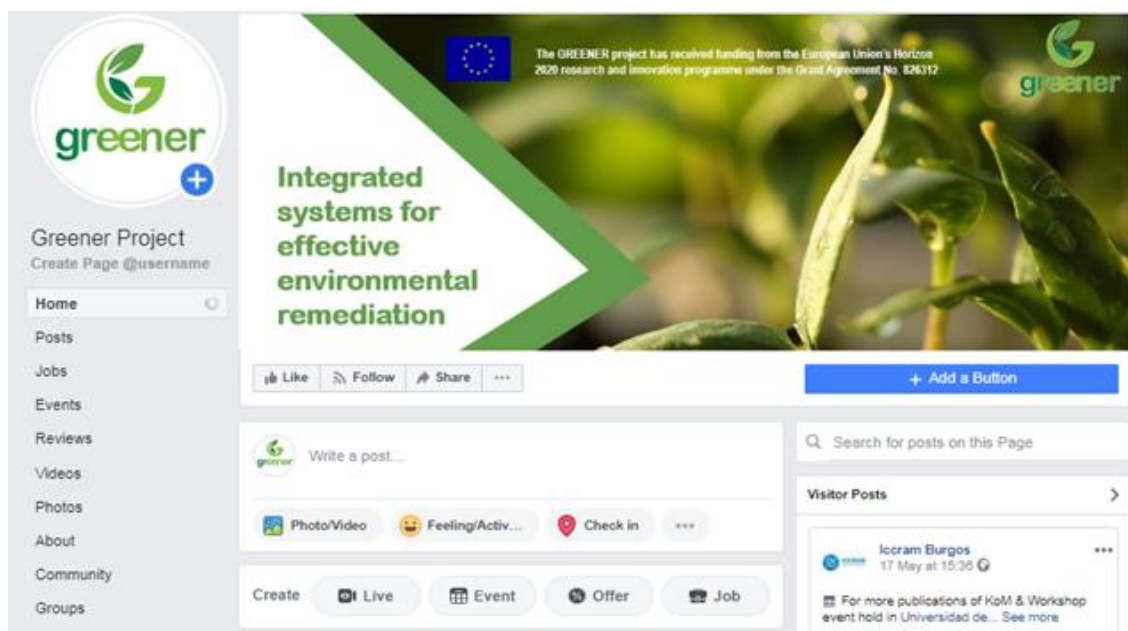 greener
Greener Project
Create Page @username
Home
Posts
Jobs
Events
Reviews
Videos
Photos
About
Community
Groups
The GREENER project has received funding from the European Union's Horizon
2020 research and innovation programme under the Grant Agreement No. 826312
greener
Integrated
systems for
effective
environmental
remediation
Like Follow Share ...
+ Add a Button
greener Write a post...
Photo/Video Feeling/Activ... Check in ...
Create Live Event Offer Job
Search for posts on this Page
Visitor Posts
Iccram Burgos ...
17 May at 15:36
For more publications of KoM & Workshop
event hold in Universidad de... See more